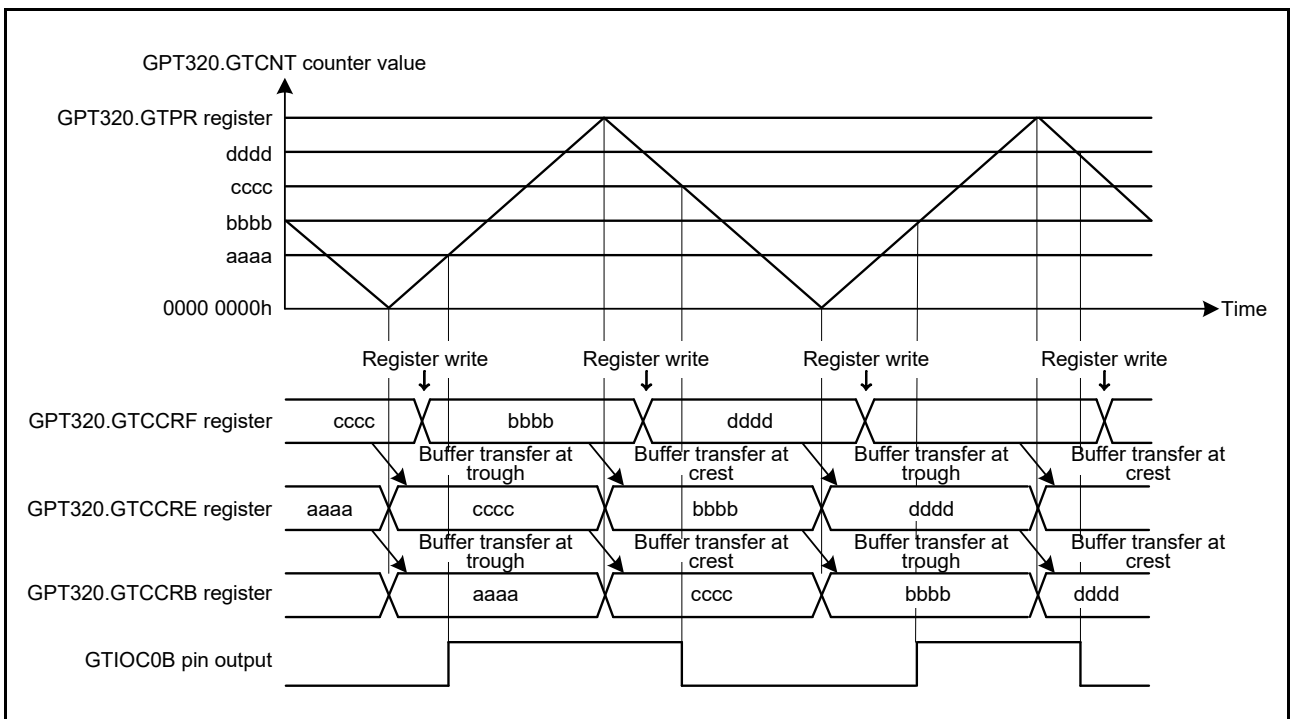 GPT320.GTCNT counter value
GPT320.GTPR register
dddd
cccc
bbbb
aaaa
0000 0000h
Time
Register write Register write Register write Register write
GPT320.GTCCRF register cccc bbbb dddd
Buffer transfer at Buffer transfer at Buffer transfer at Buffer transfer at
trough crest trough crest
GPT320.GTCCRE register aaaa cccc bbbb dddd
Buffer transfer at Buffer transfer at Buffer transfer at Buffer transfer at
trough crest trough crest
GPT320.GTCCRB register aaaa cccc bbbb dddd
GTIOC0B pin output